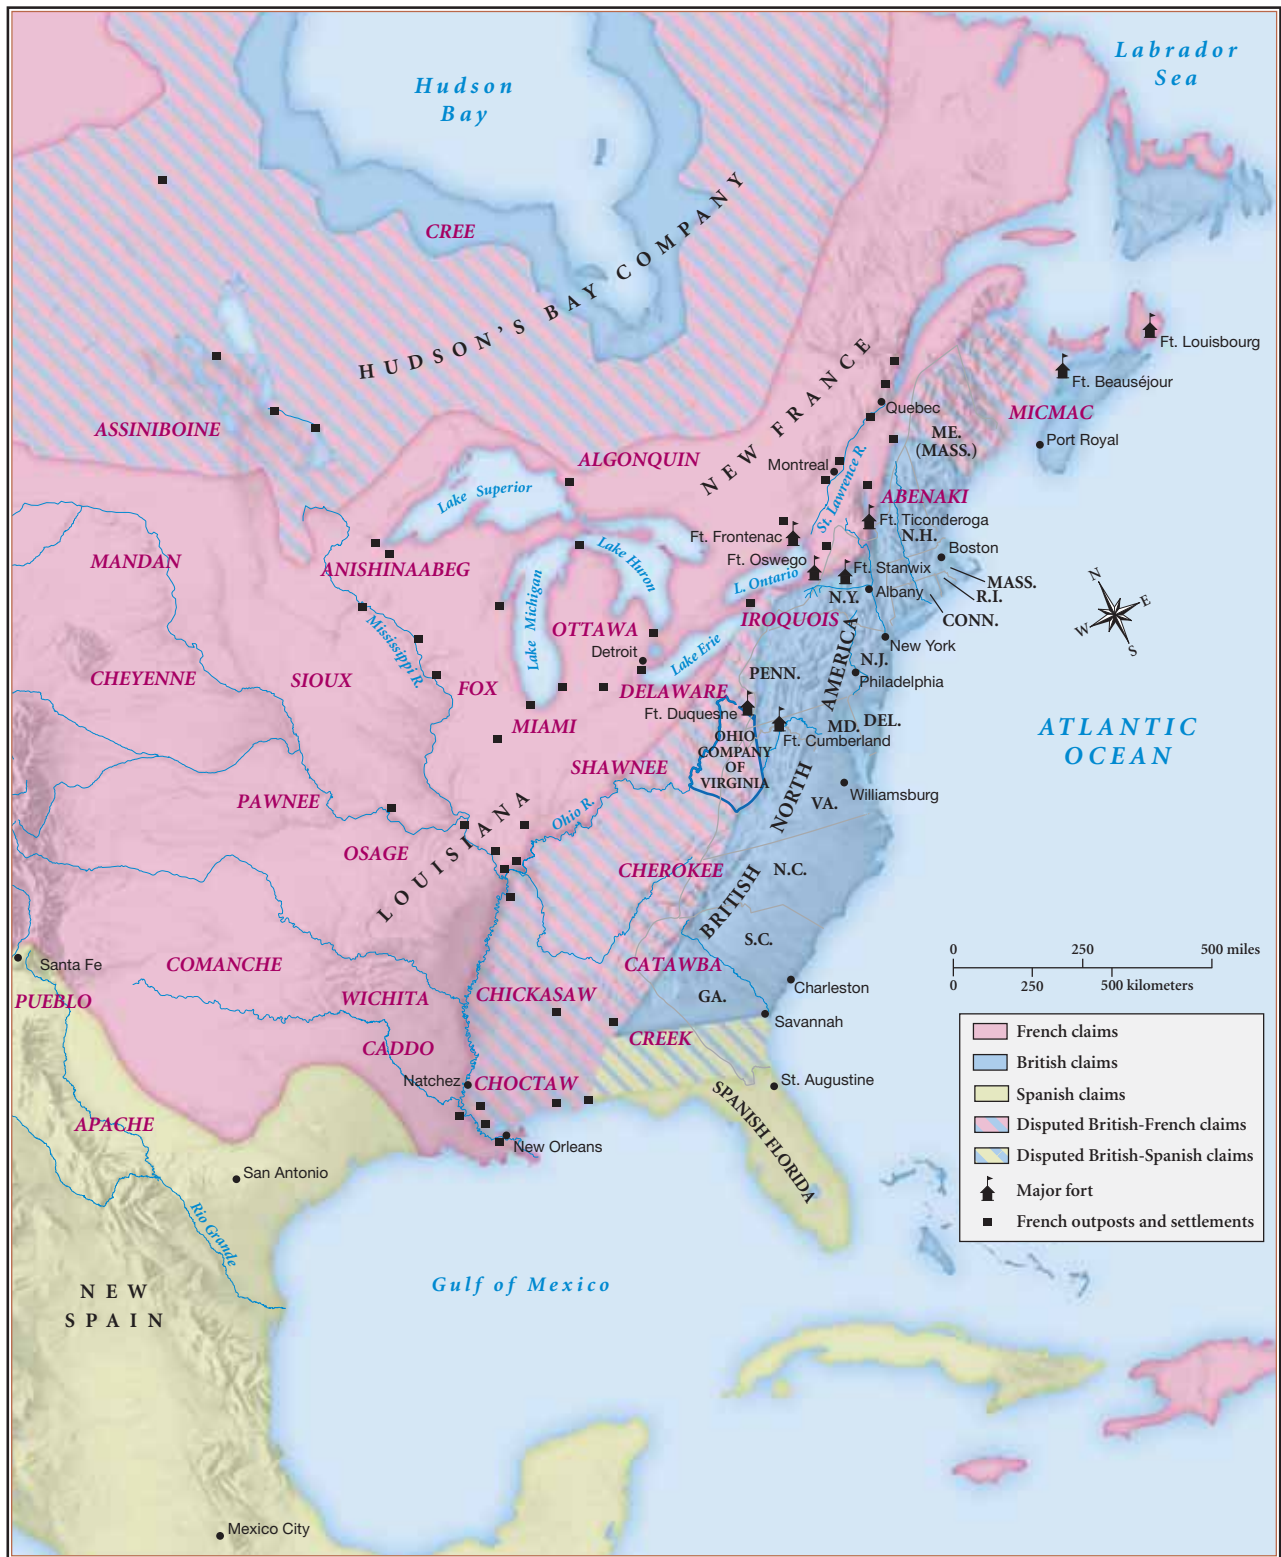 Labrador
Sea
Hudson
Bay
CREE
HUDSON'S BAY COMPANY
Ft. Louisbourg
Ft. Beauséjour
NEW FRANCE
Quebec
MICMAC
ASSINIBOINE
ME.
(MASS.)
Port Royal
ALGONQUIN
Montreal
St. Lawrence R.
Lake Superior
ABENAKI
Ft. Ticonderoga
Ft. Frontenac
N.H.
Boston
MANDAN
ANISHINAABEG
Lake Huron
Ft. Oswego
Ft. Stanwix
MASS.
L. Ontario
N.Y.
Albany
R.I.
CONN.
N
E
W
S
Lake Michigan
Mississippi R.
OTTAWA
IROQUOIS
New York
Detroit
Lake Erie
N.J.
CHEYENNE
SIOUX
FOX
DELAWARE
PENN.
AMERICA
Philadelphia
MIAMI
Ft. Duquesne
MD.
DEL.
Ft. Cumberland
ATLANTIC
OCEAN
OHIO
COMPANY
OF
VIRGINIA
SHAWNEE
NORTH
VA.
Williamsburg
PAWNEE
Ohio R.
LOUISIANA
OSAGE
CHEROKEE
N.C.
BRITISH
S.C.
Santa Fe
COMANCHE
CATAWBA
PUEBLO
WICHITA
CHICKASAW
GA.
Charleston
Savannah
CADDO
CREEK
Natchez
CHOCTAW
St. Augustine
SPANISH FLORIDA
APACHE
New Orleans
San Antonio
Rio Grande
NEW
SPAIN
Gulf of Mexico
Mexico City
0 250 500 miles
0 250 500 kilometers
French claims
British claims
Spanish claims
Disputed British-French claims
Disputed British-Spanish claims
Major fort
French outposts and settlements